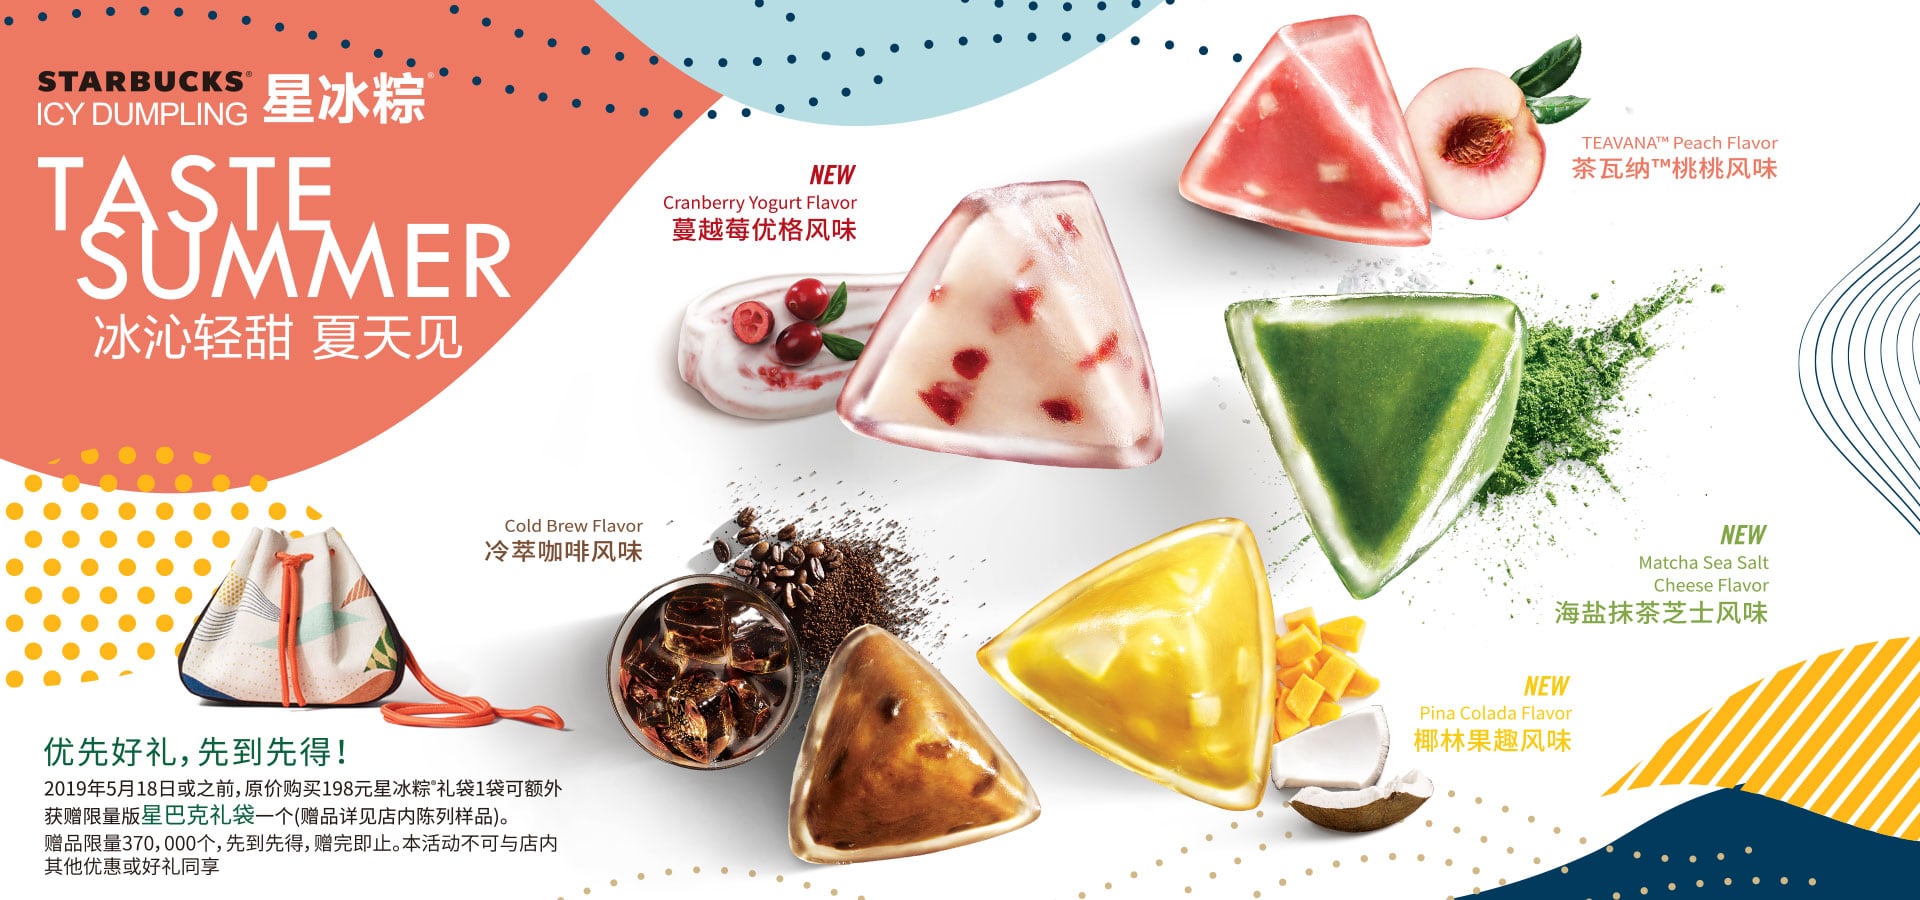 STARBUCKS®
ICY DUMPLING
星冰粽®
TASTE
SUMMER
冰沁轻甜 夏天见
NEW
Cranberry Yogurt Flavor
蔓越莓优格风味
TEAVANA™ Peach Flavor
茶瓦纳™桃桃风味
Cold Brew Flavor
冷萃咖啡风味
NEW
Matcha Sea Salt
Cheese Flavor
海盐抹茶芝士风味
NEW
Pina Colada Flavor
椰林果趣风味
优先好礼,先到先得!
2019年5月18日或之前,原价购买198元星冰粽®礼袋1袋可额外
获赠限量版星巴克礼袋一个(赠品详见店内陈列样品)。
赠品限量370,000个,先到先得,赠完即止。本活动不可与店内
其他优惠或好礼同享